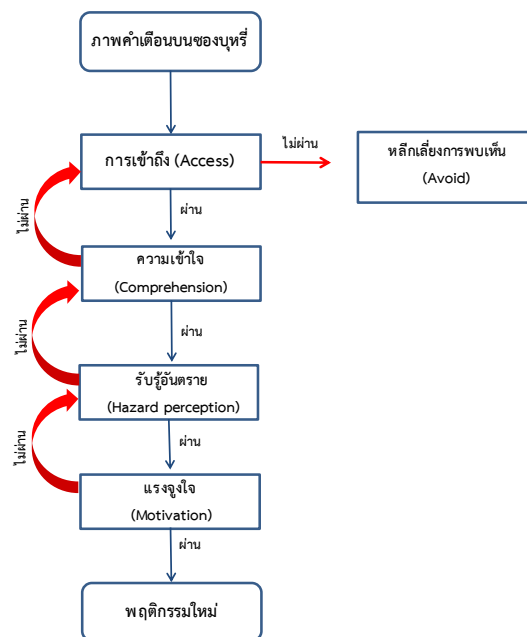 ภาพคำเตือนบนซองบุหรี่
การเข้าถึง (Access)
ไม่ผ่าน
หลีกเลี่ยงการพบเห็น
(Avoid)
ไม่ผ่าน
ผ่าน
ความเข้าใจ
(Comprehension)
ไม่ผ่าน
ผ่าน
รับรู้อันตราย
(Hazard perception)
ไม่ผ่าน
ผ่าน
แรงจูงใจ
(Motivation)
ผ่าน
พฤติกรรมใหม่